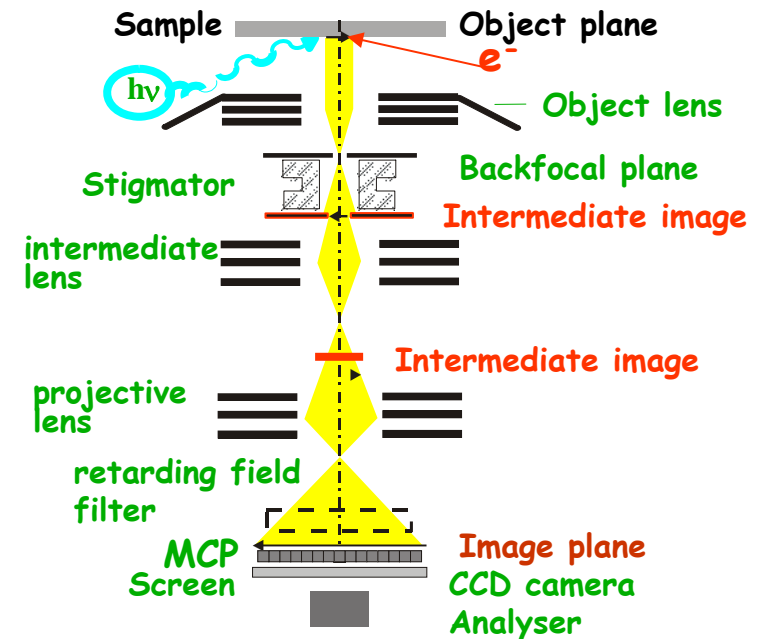 Sample
Object plane
e-
hν
Object lens
Stigmator
Backfocal plane
Intermediate image
intermediate
lens
Intermediate image
projective
lens
retarding field
filter
MCP
Image plane
Screen
CCD camera
Analyser